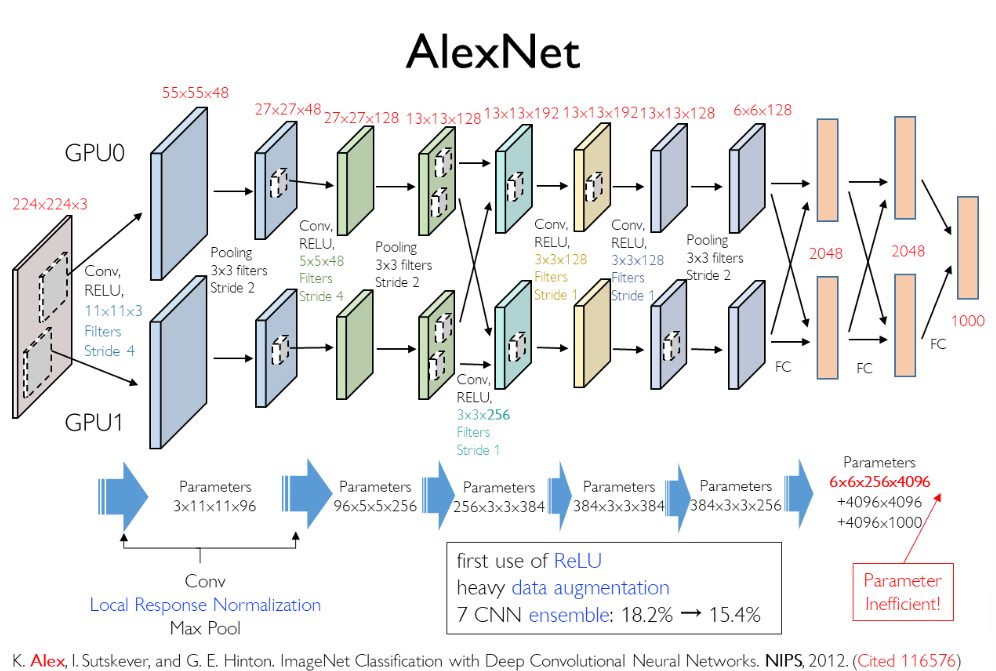 AlexNet
55x55x48
27x27x48
27x27x128
13x13x128
13x13x192
13x13x192
13x13x128
6x6x128
GPU0
224x224x3
Conv,
RELU,
11x11x3
Filters
Stride 4
Pooling
3x3 filters
Stride 2
Conv,
RELU,
5x5x48
Filters
Stride 4
Pooling
3x3 filters
Stride 2
Conv,
RELU,
3x3x128
Filters
Stride 1
Conv,
RELU,
3x3x128
Filters
Stride 1
Pooling
3x3 filters
Stride 2
2048
2048
1000
GPU1
Conv,
RELU,
3x3x256
Filters
Stride 1
FC
FC
FC
Parameters
3x11x11x96
Parameters
96x5x5x256
Parameters
256x3x3x384
Parameters
384x3x3x384
Parameters
384x3x3x256
Parameters
6x6x256x4096
+4096x4096
+4096x1000
Conv
Local Response Normalization
Max Pool
first use of ReLU
heavy data augmentation
7 CNN ensemble: 18.2% → 15.4%
Parameter
Inefficient!
K. Alex, I. Sutskever, and G. E. Hinton. ImageNet Classification with Deep Convolutional Neural Networks. NIPS, 2012. (Cited 116576)